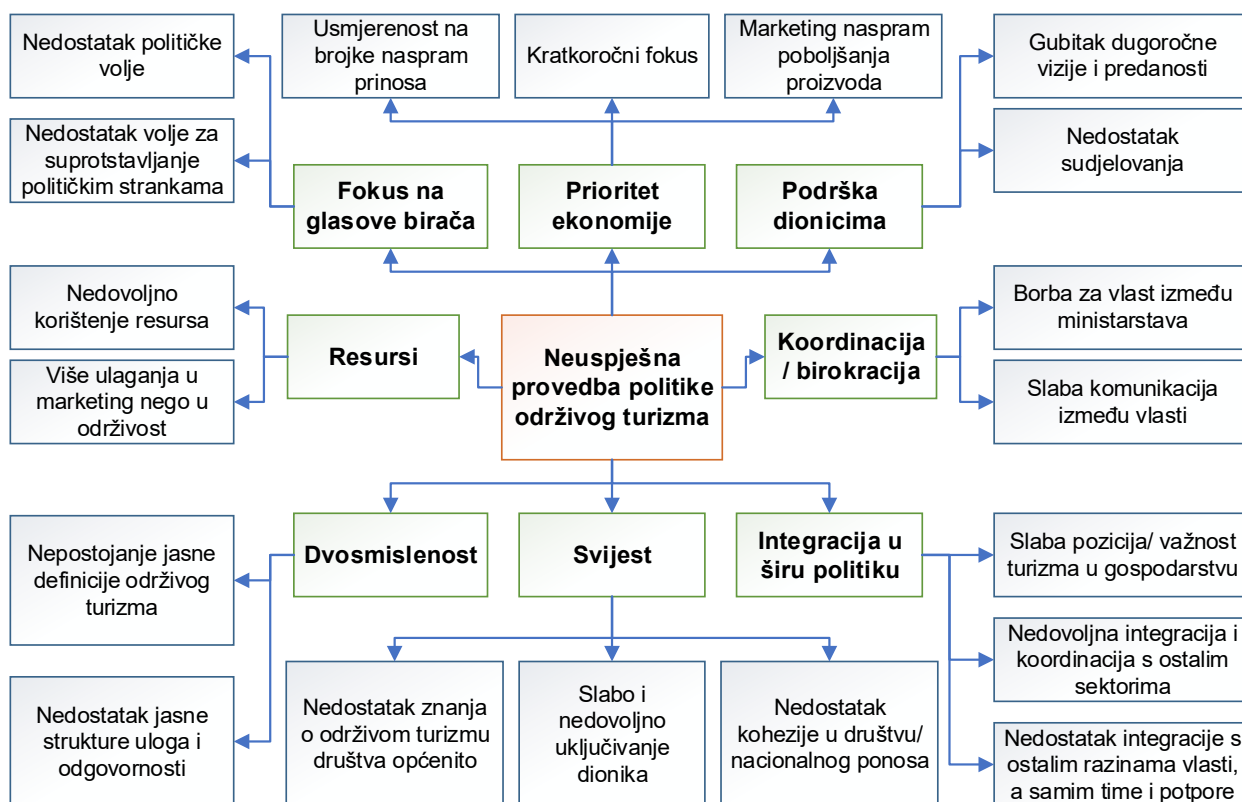 Nedostatak političke
volje
Usmjerenost na
brojke naspram
prinosa
Kratkoročni fokus
Marketing naspram
poboljšanja
proizvoda
Gubitak dugoročne
vizije i predanosti
Nedostatak volje za
suprotstavljanje
političkim strankama
Nedostatak
sudjelovanja
Fokus na
glasove birača
Prioritet
ekonomije
Podrška
dionicima
Nedovoljno
korištenje resursa
Borba za vlast između
ministarstava
Resursi
Neuspješna
provedba politike
održivog turizma
Koordinacija
/ birokracija
Više ulaganja u
marketing nego u
održivost
Slaba komunikacija
između vlasti
Nepostojanje jasne
definicije održivog
turizma
Dvosmislenost
Svijest
Integracija u
širu politiku
Slaba pozicija/ važnost
turizma u gospodarstvu
Nedovoljna integracija i
koordinacija s ostalim
sektorima
Nedostatak jasne
strukture uloga i
odgovornosti
Nedostatak znanja
o održivom turizmu
društva općenito
Slabo i
nedovoljno
uključivanje
dionika
Nedostatak
kohezije u društvu/
nacionalnog ponosa
Nedostatak integracije s
ostalim razinama vlasti,
a samim time i potpore